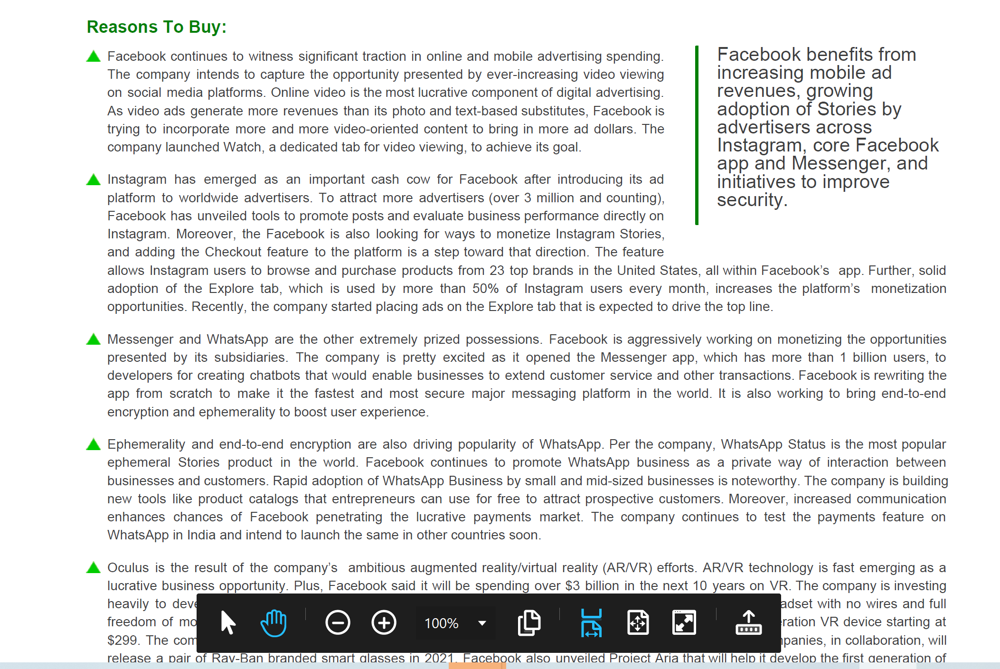 Reasons To Buy:
Facebook continues to witness significant traction in online and mobile advertising spending.
The company intends to capture the opportunity presented by ever-increasing video viewing
on social media platforms. Online video is the most lucrative component of digital advertising.
As video ads generate more revenues than its photo and text-based substitutes, Facebook is
trying to incorporate more and more video-oriented content to bring in more ad dollars. The
company launched Watch, a dedicated tab for video viewing, to achieve its goal.
Facebook benefits from
increasing mobile ad
revenues, growing
adoption of Stories by
advertisers across
Instagram, core Facebook
app and Messenger, and
initiatives to improve
security.
Instagram has emerged as an important cash cow for Facebook after introducing its ad
platform to worldwide advertisers. To attract more advertisers (over 3 million and counting),
Facebook has unveiled tools to promote posts and evaluate business performance directly on
Instagram. Moreover, the Facebook is also looking for ways to monetize Instagram Stories,
and adding the Checkout feature to the platform is a step toward that direction. The feature
allows Instagram users to browse and purchase products from 23 top brands in the United States, all within Facebook’s app. Further, solid
adoption of the Explore tab, which is used by more than 50% of Instagram users every month, increases the platform’s monetization
opportunities. Recently, the company started placing ads on the Explore tab that is expected to drive the top line.
Messenger and WhatsApp are the other extremely prized possessions. Facebook is aggressively working on monetizing the opportunities
presented by its subsidiaries. The company is pretty excited as it opened the Messenger app, which has more than 1 billion users, to
developers for creating chatbots that would enable businesses to extend customer service and other transactions. Facebook is rewriting the
app from scratch to make it the fastest and most secure major messaging platform in the world. It is also working to bring end-to-end
encryption and ephemerality to boost user experience.
Ephemerality and end-to-end encryption are also driving popularity of WhatsApp. Per the company, WhatsApp Status is the most popular
ephemeral Stories product in the world. Facebook continues to promote WhatsApp business as a private way of interaction between
businesses and customers. Rapid adoption of WhatsApp Business by small and mid-sized businesses is noteworthy. The company is building
new tools like product catalogs that entrepreneurs can use for free to attract prospective customers. Moreover, increased communication
enhances chances of Facebook penetrating the lucrative payments market. The company continues to test the payments feature on
WhatsApp in India and intend to launch the same in other countries soon.
Oculus is the result of the company’s ambitious augmented reality/virtual reality (AR/VR) efforts. AR/VR technology is fast emerging as a
lucrative business opportunity. Plus, Facebook said it will be spending over $3 billion in the next 10 years on VR. The company is investing
heavily to with no wires and full
freedom of VR device starting at
$299. The in collaboration, will
release a pair of Ray-Ban branded smart glasses in 2021. Facebook also unveiled Project Aria that will help it develop the first generation of
100%